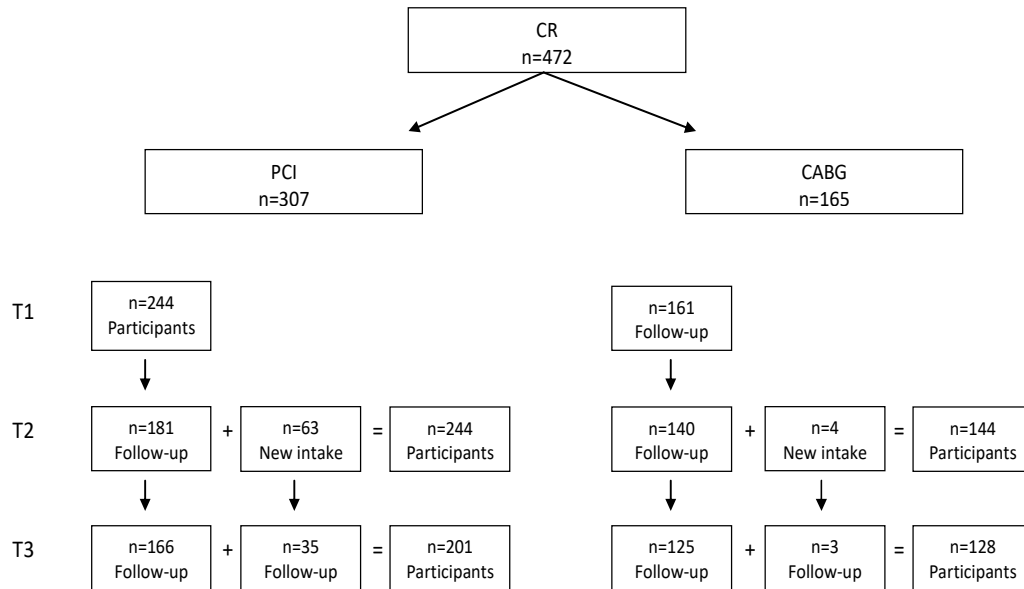 CR
n=472
PCI
n=307
CABG
n=165
T1
n=244
Participants
n=161
Follow-up
T2
n=181
Follow-up
+
n=63
New intake
=
n=244
Participants
n=140
Follow-up
+
n=4
New intake
=
n=144
Participants
T3
n=166
Follow-up
+
n=35
Follow-up
=
n=201
Participants
n=125
Follow-up
+
n=3
Follow-up
=
n=128
Participants